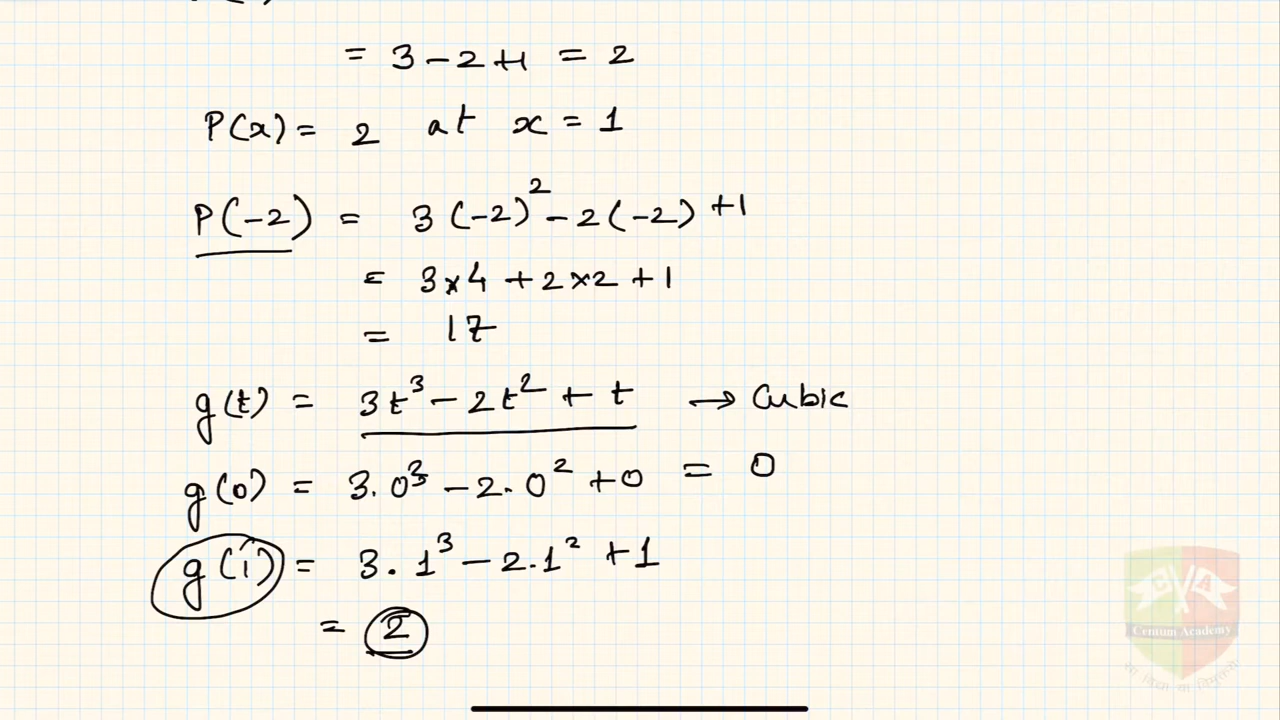 = 3 - 2 + 1 = 2
P(x) = 2 at x = 1
P(-2) = 3(-2)² - 2(-2) + 1
= 3×4 + 2×2 + 1
= 17
g(t) = 3t³ - 2t² + t → Cubic
g(0) = 3.0³ - 2.0² + 0 = 0
g(1) = 3.1³ - 2.1² + 1
= 2
C A
Centum Academy